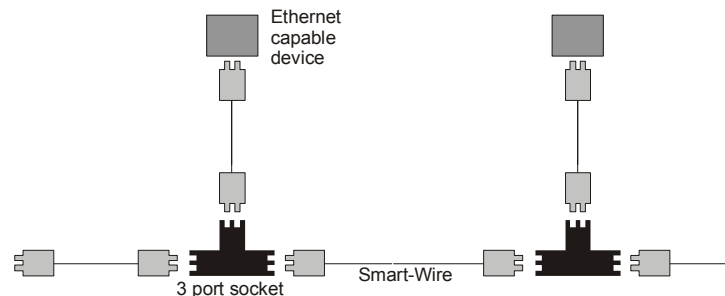 Ethernet
capable
device
Smart-Wire
3 port socket